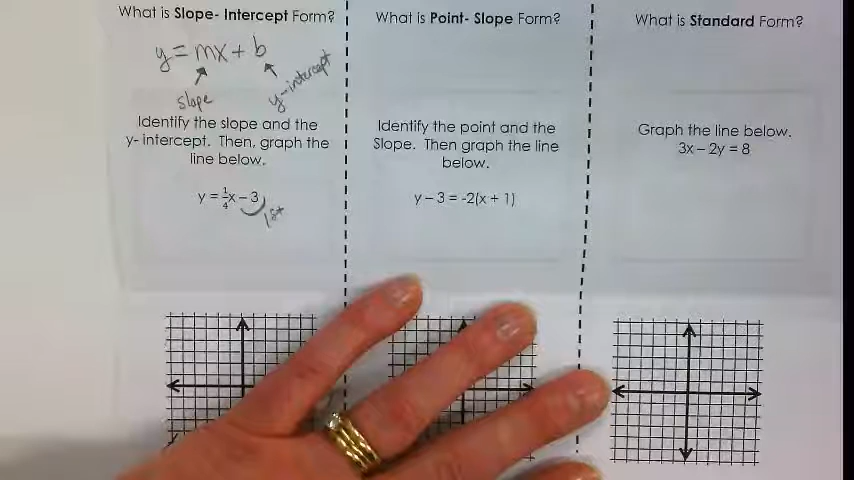 What is Slope- Intercept Form?
y = mx + b
slope
y-intercept
Identify the slope and the
y- intercept. Then, graph the
line below.
y = 1/4 x – 3
1st
What is Point- Slope Form?
Identify the point and the
Slope. Then graph the line
below.
y – 3 = -2(x + 1)
What is Standard Form?
Graph the line below.
3x – 2y = 8